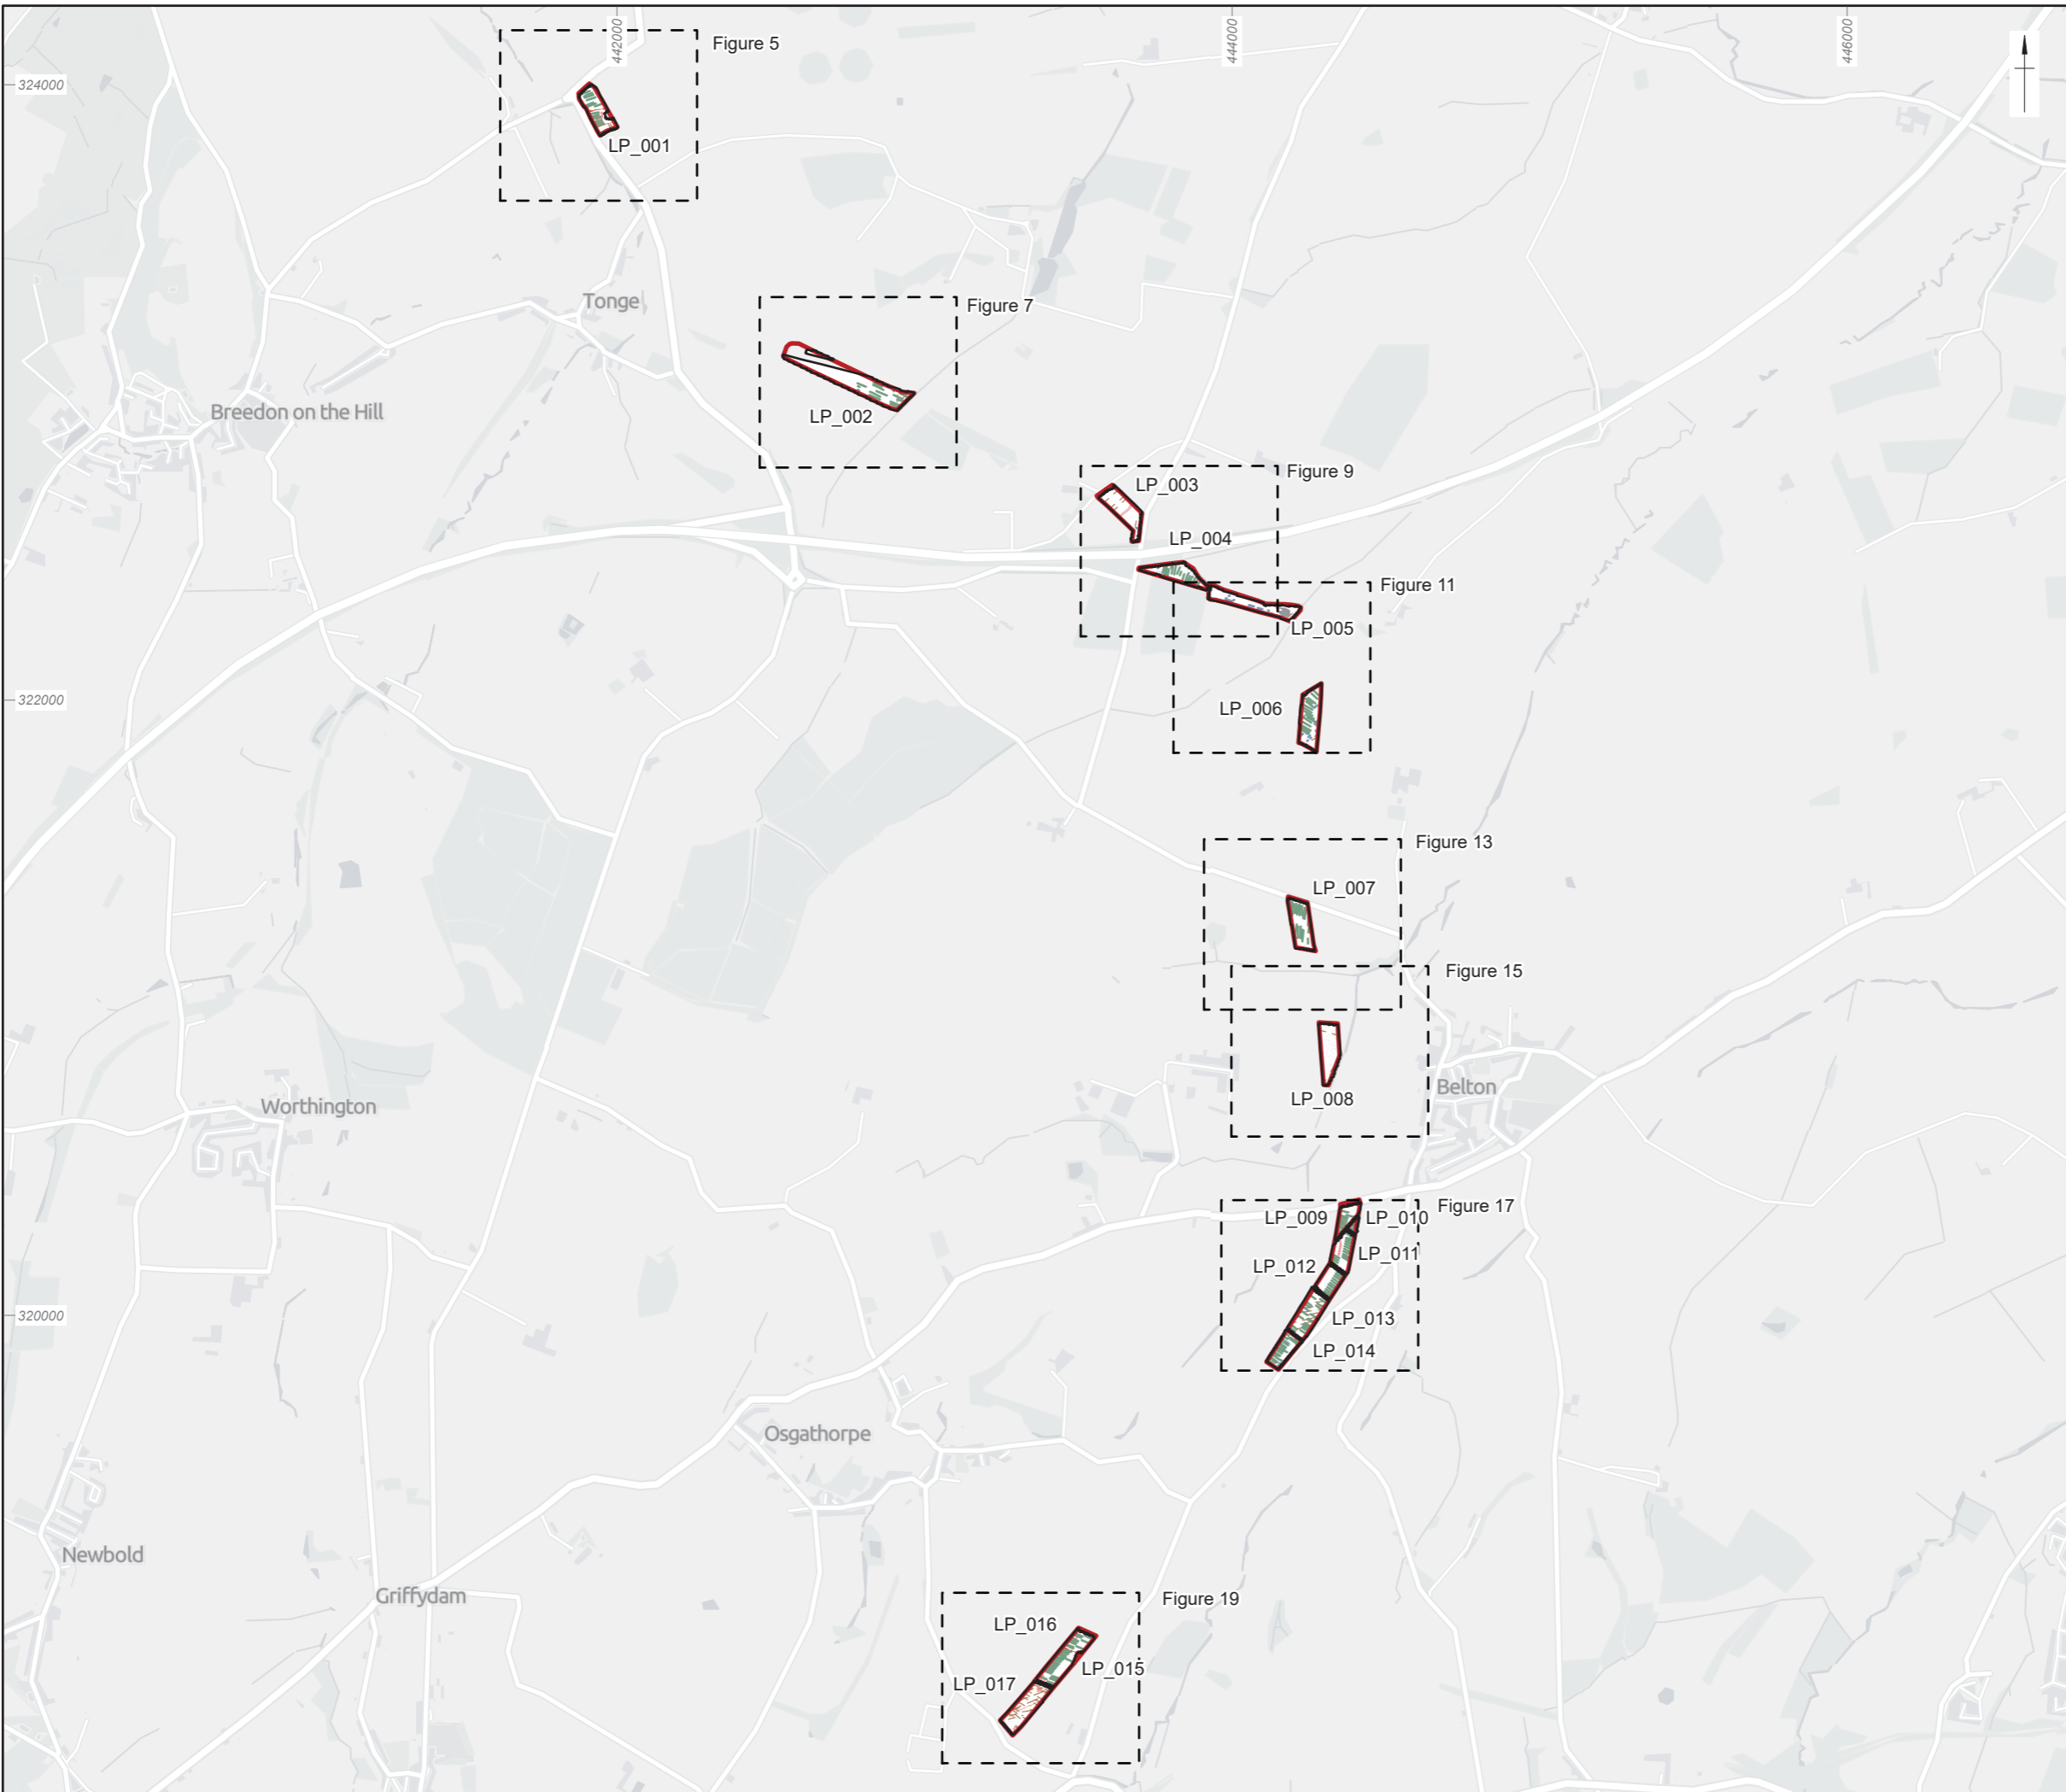 442000
444000
446000
Figure 5
324000
LP_001
Tonge
Figure 7
Breedon on the Hill
LP_002
Figure 9
LP_003
LP_004
Figure 11
LP_005
322000
LP_006
Figure 13
LP_007
Figure 15
Belton
LP_008
Worthington
Figure 17
LP_009
LP_010
LP_011
LP_012
320000
LP_013
LP_014
Osgathorpe
Newbold
Griffydam
Figure 19
LP_016
LP_015
LP_017